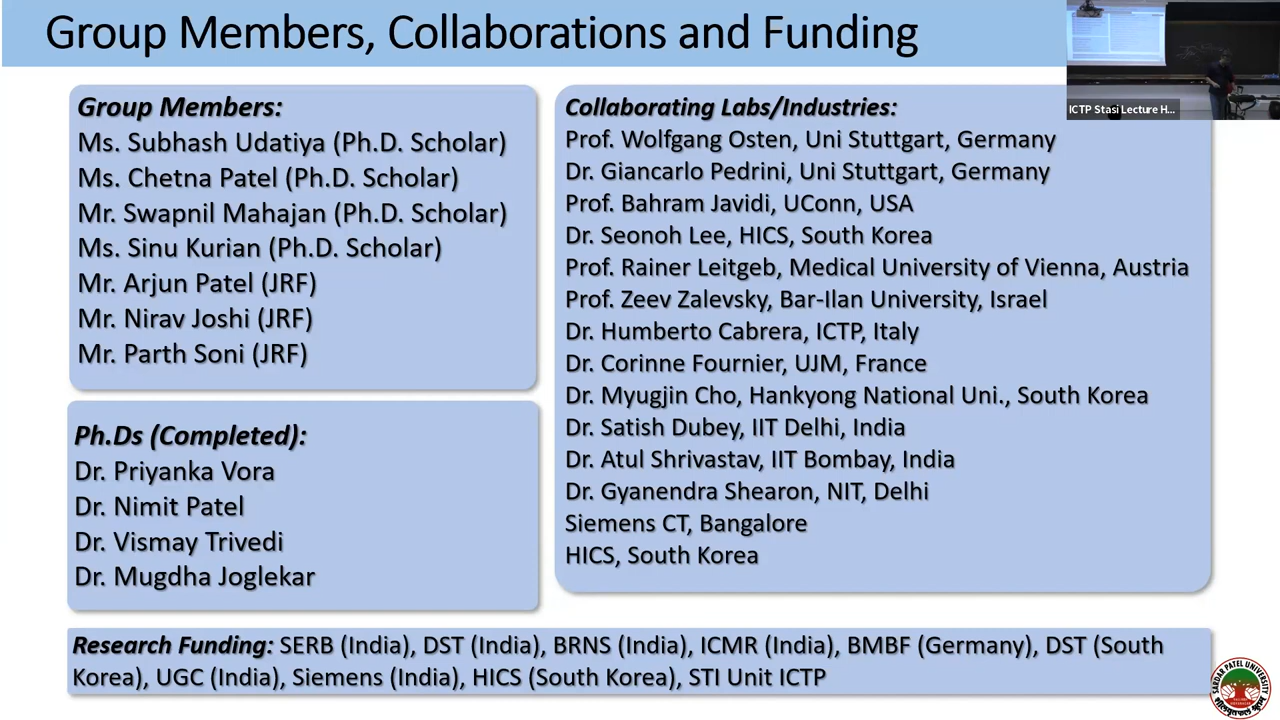 Group Members, Collaborations and Funding
ICTP Stasi Lecture H...
Group Members:
Ms. Subhash Udatiya (Ph.D. Scholar)
Ms. Chetna Patel (Ph.D. Scholar)
Mr. Swapnil Mahajan (Ph.D. Scholar)
Ms. Sinu Kurian (Ph.D. Scholar)
Mr. Arjun Patel (JRF)
Mr. Nirav Joshi (JRF)
Mr. Parth Soni (JRF)
Ph.Ds (Completed):
Dr. Priyanka Vora
Dr. Nimit Patel
Dr. Vismay Trivedi
Dr. Mugdha Joglekar
Collaborating Labs/Industries:
Prof. Wolfgang Osten, Uni Stuttgart, Germany
Dr. Giancarlo Pedrini, Uni Stuttgart, Germany
Prof. Bahram Javidi, UConn, USA
Dr. Seonoh Lee, HICS, South Korea
Prof. Rainer Leitgeb, Medical University of Vienna, Austria
Prof. Zeev Zalevsky, Bar-Ilan University, Israel
Dr. Humberto Cabrera, ICTP, Italy
Dr. Corinne Fournier, UJM, France
Dr. Myugjin Cho, Hankyong National Uni., South Korea
Dr. Satish Dubey, IIT Delhi, India
Dr. Atul Shrivastav, IIT Bombay, India
Dr. Gyanendra Shearon, NIT, Delhi
Siemens CT, Bangalore
HICS, South Korea
Research Funding: SERB (India), DST (India), BRNS (India), ICMR (India), BMBF (Germany), DST (South
Korea), UGC (India), Siemens (India), HICS (South Korea), STI Unit ICTP
SARDAR PATEL UNIVERSITY